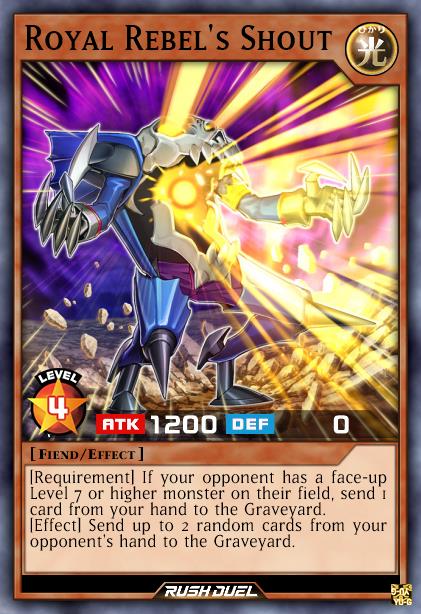 ROYAL REBEL'S SHOUT
ひかり
光
LEVEL
4
ATK 1200 DEF 0
[FIEND/EFFECT]
[Requirement] If your opponent has a face-up
Level 7 or higher monster on their field, send 1
card from your hand to the Graveyard.
[Effect] Send up to 2 random cards from your
opponent's hand to the Graveyard.
RUSH DUEL